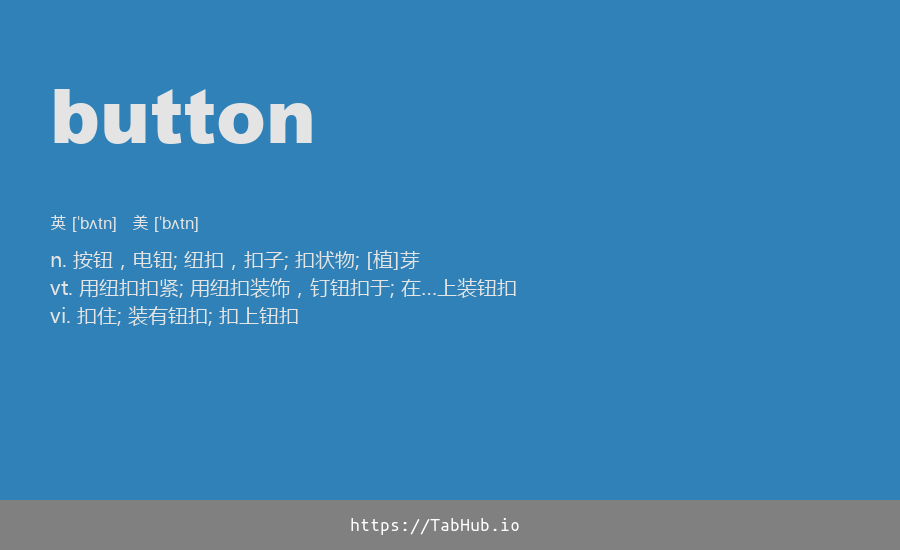 button
英 ['bʌtn]   美 ['bʌtn]
n. 按钮，电钮; 纽扣，扣子; 扣状物; [植]芽
vt. 用纽扣扣紧; 用纽扣装饰，钉钮扣于; 在…上装钮扣
vi. 扣住; 装有钮扣; 扣上钮扣
https://TabHub.io